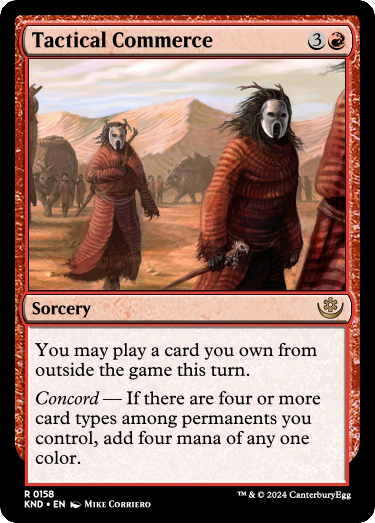 Tactical Commerce 3
Sorcery
You may play a card you own from
outside the game this turn.
Concord — If there are four or more
card types among permanents you
control, add four mana of any one
color.
R 0158
KND • EN Mike Corriero
™ & © 2024 CanterburyEgg